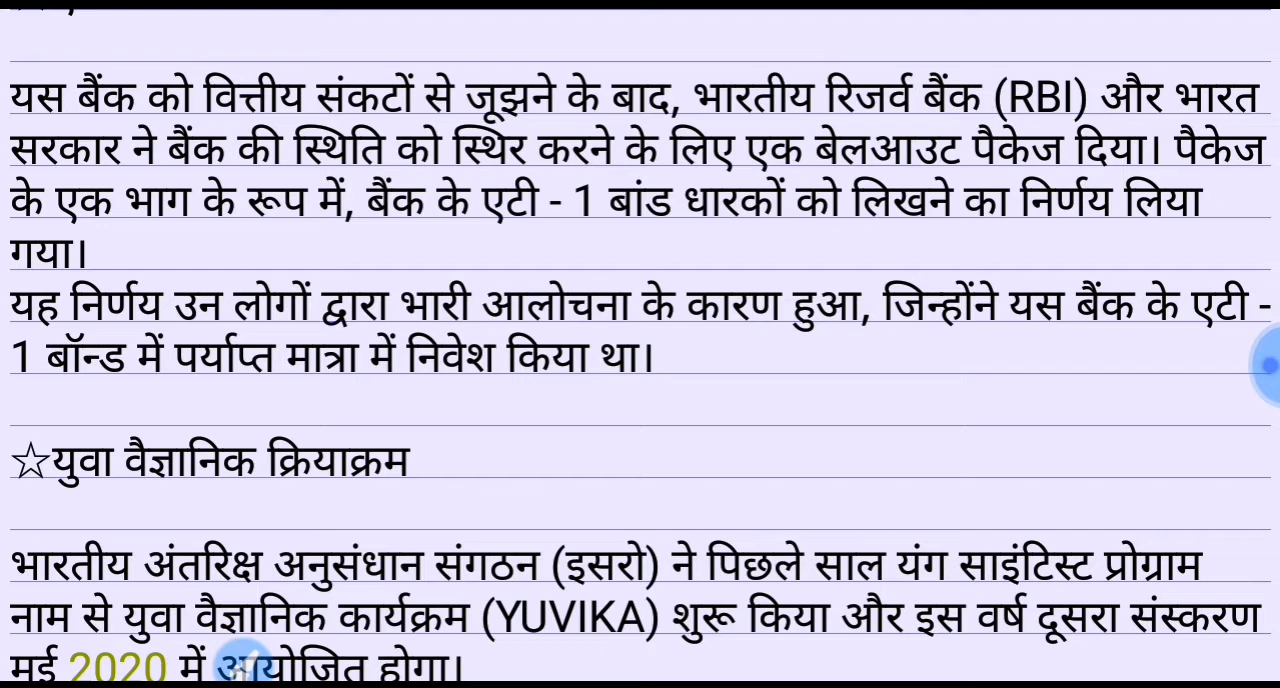 यस बैंक को वित्तीय संकटों से जूझने के बाद, भारतीय रिजर्व बैंक (RBI) और भारत
सरकार ने बैंक की स्थिति को स्थिर करने के लिए एक बेलआउट पैकेज दिया। पैकेज
के एक भाग के रूप में, बैंक के एटी - 1 बांड धारकों को लिखने का निर्णय लिया
गया।
यह निर्णय उन लोगों द्वारा भारी आलोचना के कारण हुआ, जिन्होंने यस बैंक के एटी -
1 बॉन्ड में पर्याप्त मात्रा में निवेश किया था।
☆युवा वैज्ञानिक क्रियाक्रम
भारतीय अंतरिक्ष अनुसंधान संगठन (इसरो) ने पिछले साल यंग साइंटिस्ट प्रोग्राम
नाम से युवा वैज्ञानिक कार्यक्रम (YUVIKA) शुरू किया और इस वर्ष दूसरा संस्करण
मई 2020 में आयोजित होगा।